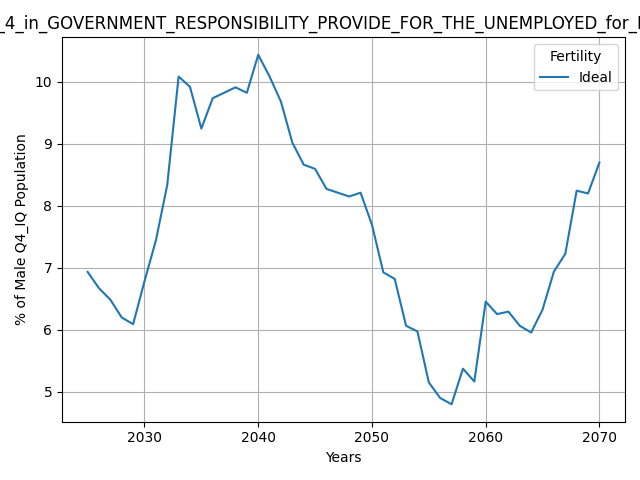 _4_in_GOVERNMENT_RESPONSIBILITY_PROVIDE_FOR_THE_UNEMPLOYED_for_
Fertility
Ideal
% of Male Q4_IQ Population
10
9
8
7
6
5
2030
2040
2050
2060
2070
Years